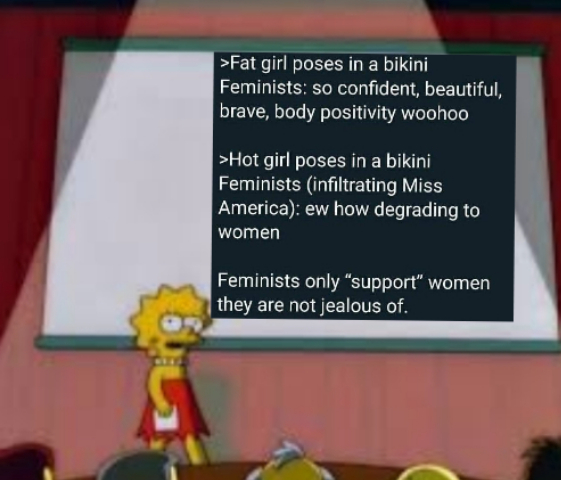 >Fat girl poses in a bikini
Feminists: so confident, beautiful,
brave, body positivity woohoo
>Hot girl poses in a bikini
Feminists (infiltrating Miss
America): ew how degrading to
women
Feminists only “support” women
they are not jealous of.